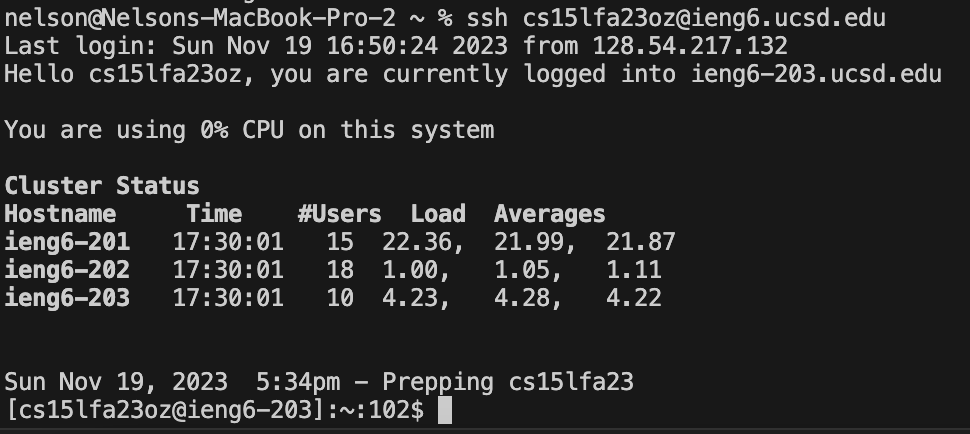 nelson@Nelsons-MacBook-Pro-2 ~ % ssh cs15lfa23oz@ieng6.ucsd.edu
Last login: Sun Nov 19 16:50:24 2023 from 128.54.217.132
Hello cs15lfa23oz, you are currently logged into ieng6-203.ucsd.edu
You are using 0% CPU on this system
Cluster Status
Hostname     Time    #Users  Load  Averages
ieng6-201   17:30:01   15  22.36,  21.99,  21.87
ieng6-202   17:30:01   18  1.00,   1.05,   1.11
ieng6-203   17:30:01   10  4.23,   4.28,   4.22
Sun Nov 19, 2023  5:34pm - Prepping cs15lfa23
[cs15lfa23oz@ieng6-203]:~:102$